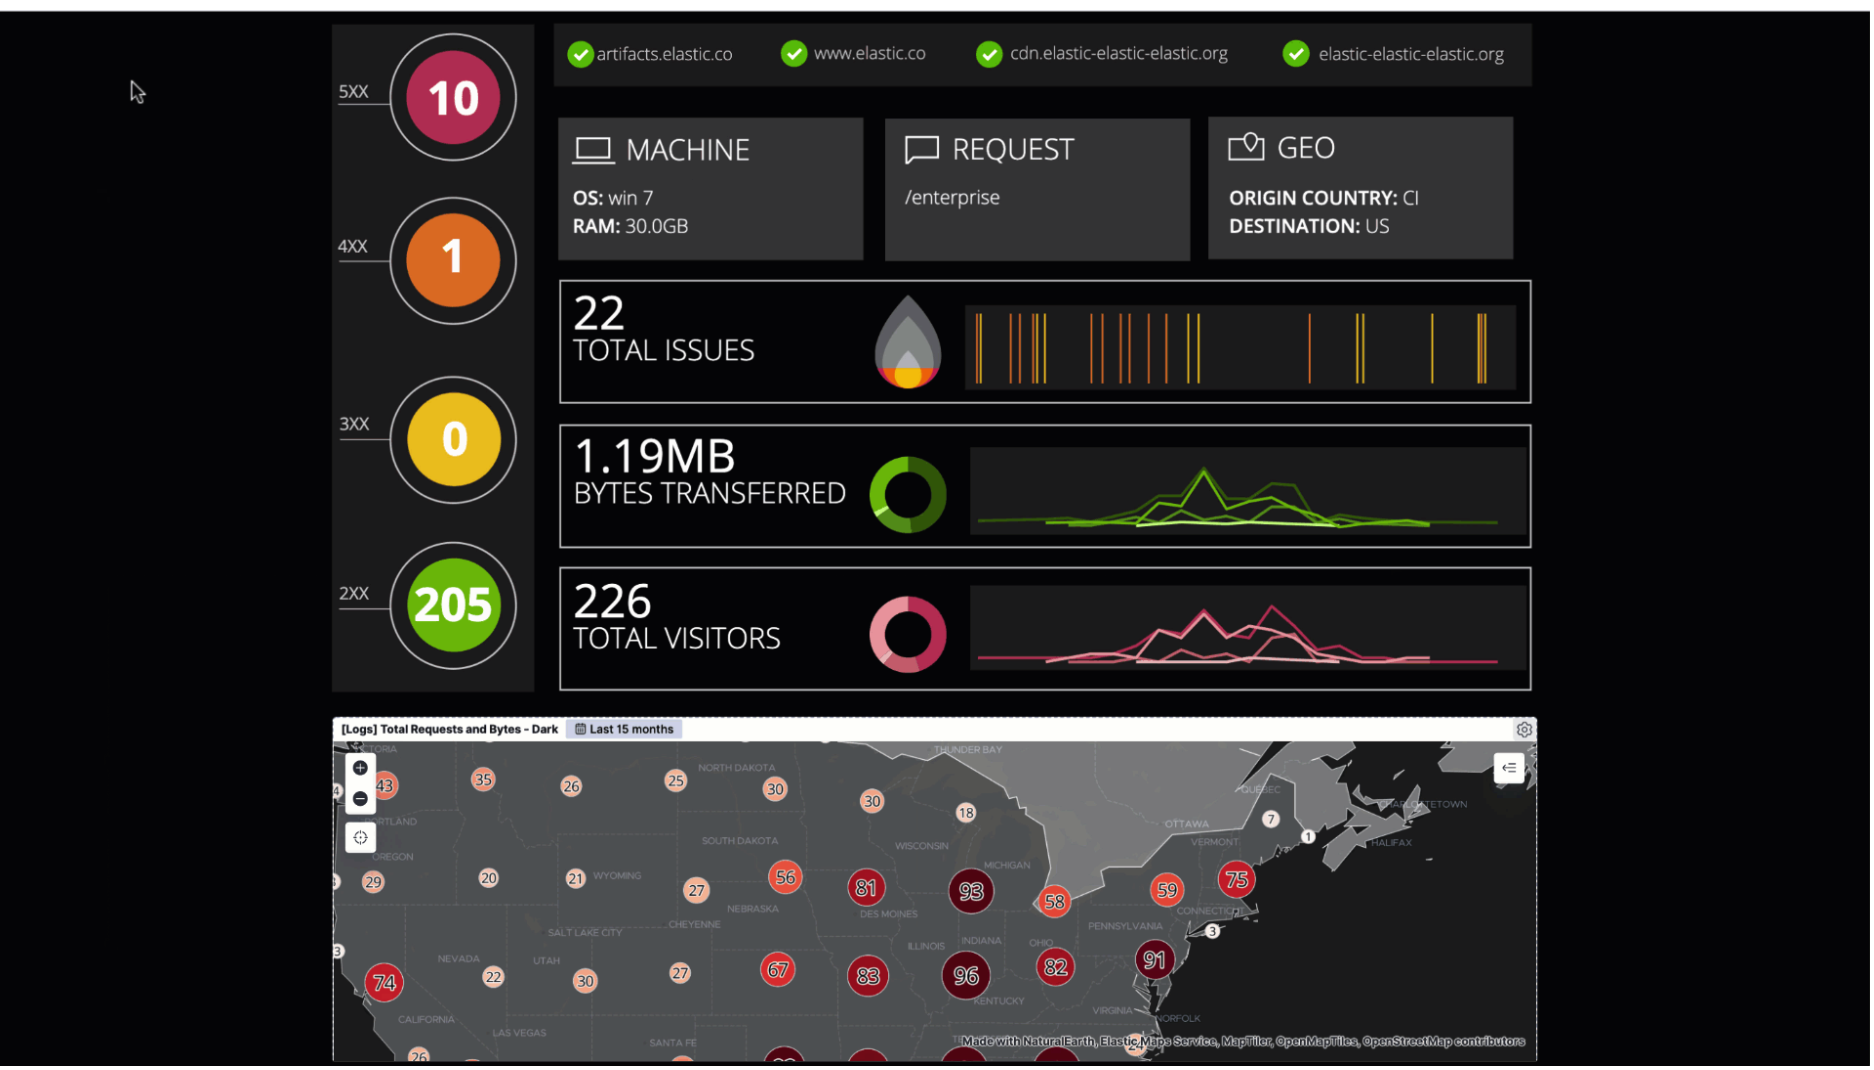 5XX
10
4XX
1
3XX
0
2XX
205
artifacts.elastic.co
www.elastic.co
cdn.elastic-elastic-elastic.org
elastic-elastic-elastic.org
MACHINE
OS: win 7
RAM: 30.0GB
REQUEST
/enterprise
GEO
ORIGIN COUNTRY: CI
DESTINATION: US
22
TOTAL ISSUES
1.19MB
BYTES TRANSFERRED
226
TOTAL VISITORS
[Logs] Total Requests and Bytes - Dark
Last 15 months
THUNDER BAY
NORTH DAKOTA
43
35
26
25
30
30
18
QUÉBEC
CHARLOTTETOWN
7
PORTLAND
OTTAWA
1
SOUTH DAKOTA
WISCONSIN
VERMONT
HALIFAX
OREGON
MICHIGAN
29
20
21
WYOMING
27
56
81
93
58
59
75
NEBRASKA
DES MOINES
CONNECTICUT
CHEYENNE
PENNSYLVANIA
SALT LAKE CITY
3
ILLINOIS
INDIANA
OHIO
3
NEVADA
UTAH
74
22
30
27
67
83
96
82
91
KENTUCKY
CALIFORNIA
VIRGINIA
NORFOLK
LAS VEGAS
SANTA FE
26
24
Made with NaturalEarth, Elastic Maps Service, MapTiler, OpenMapTiles, OpenStreetMap contributors